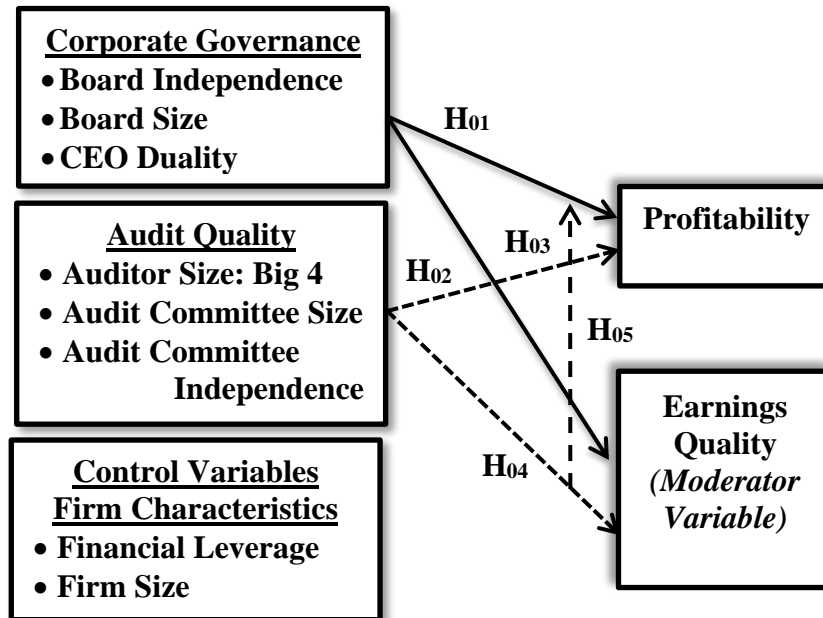 Corporate Governance
• Board Independence
• Board Size
• CEO Duality
Audit Quality
• Auditor Size: Big 4
• Audit Committee Size
• Audit Committee
Independence
Control Variables
Firm Characteristics
• Financial Leverage
• Firm Size
H01
H02
H03
H04
H05
Profitability
Earnings
Quality
(Moderator
Variable)